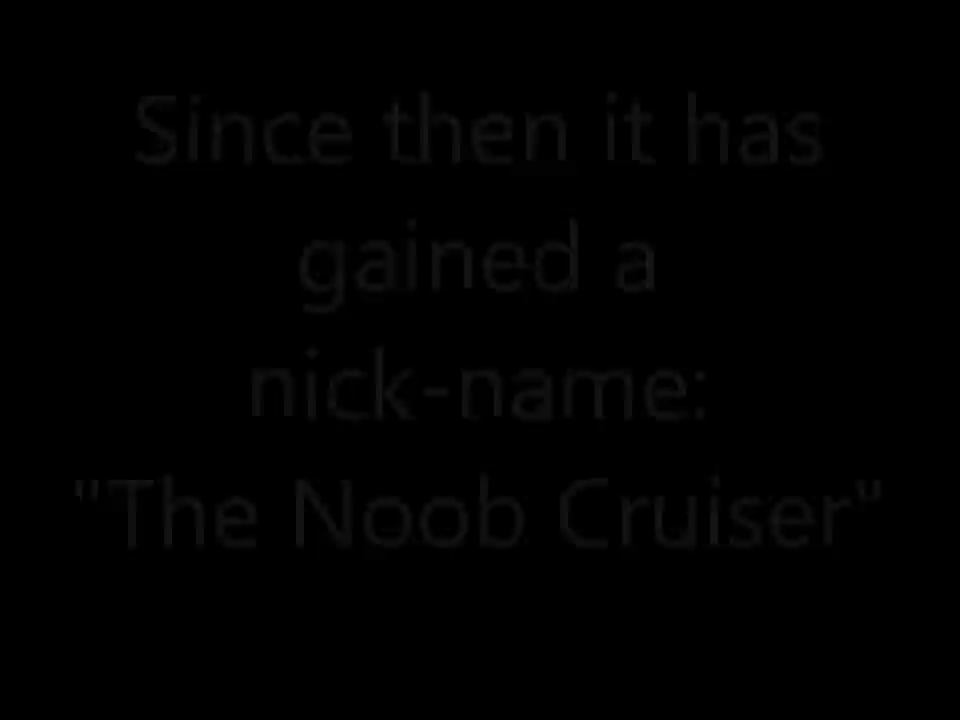 Since then it has
gained a
nick-name:
"The Noob Cruiser"